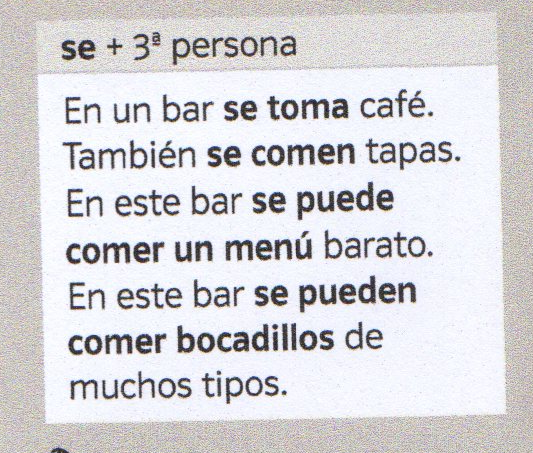 se + 3ª persona
En un bar se toma café.
También se comen tapas.
En este bar se puede
comer un menú barato.
En este bar se pueden
comer bocadillos de
muchos tipos.